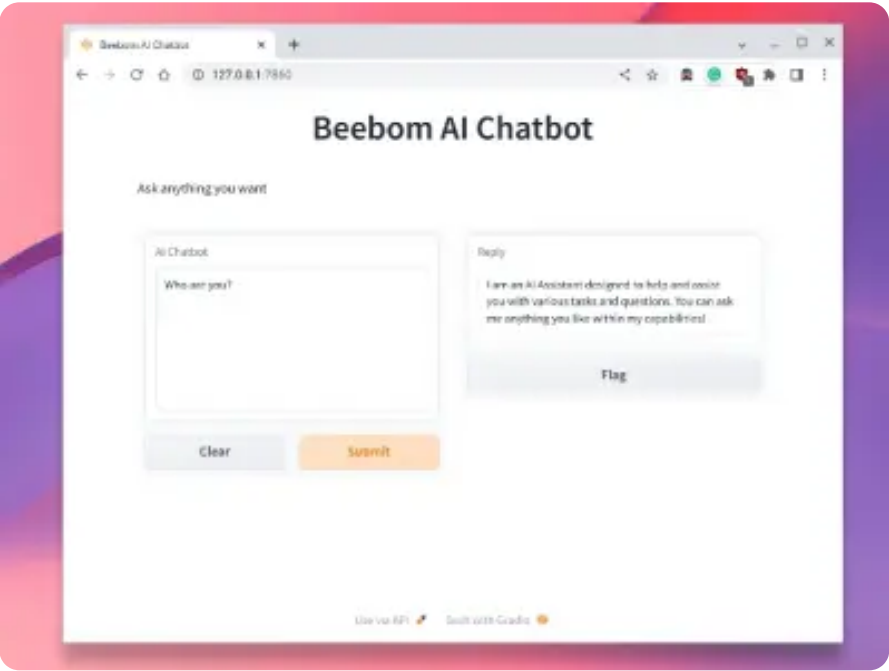 Beebom AI Chatbot
127.0.0.1:7860
Beebom AI Chatbot
Ask anything you want
AI Chatbot
Who are you?
Clear
Submit
Reply
I am an AI Assistant designed to help and assist
you with various tasks and questions. You can ask
me anything you like within my capabilities!
Flag
Use via API
Built with Gradio